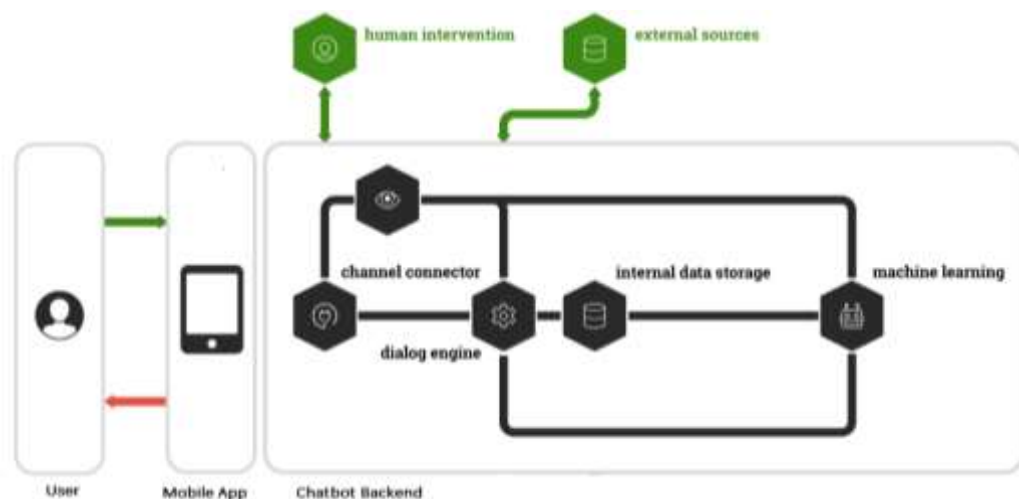 human intervention
external sources
channel connector
internal data storage
machine learning
dialog engine
User
Mobile App
Chatbot Backend